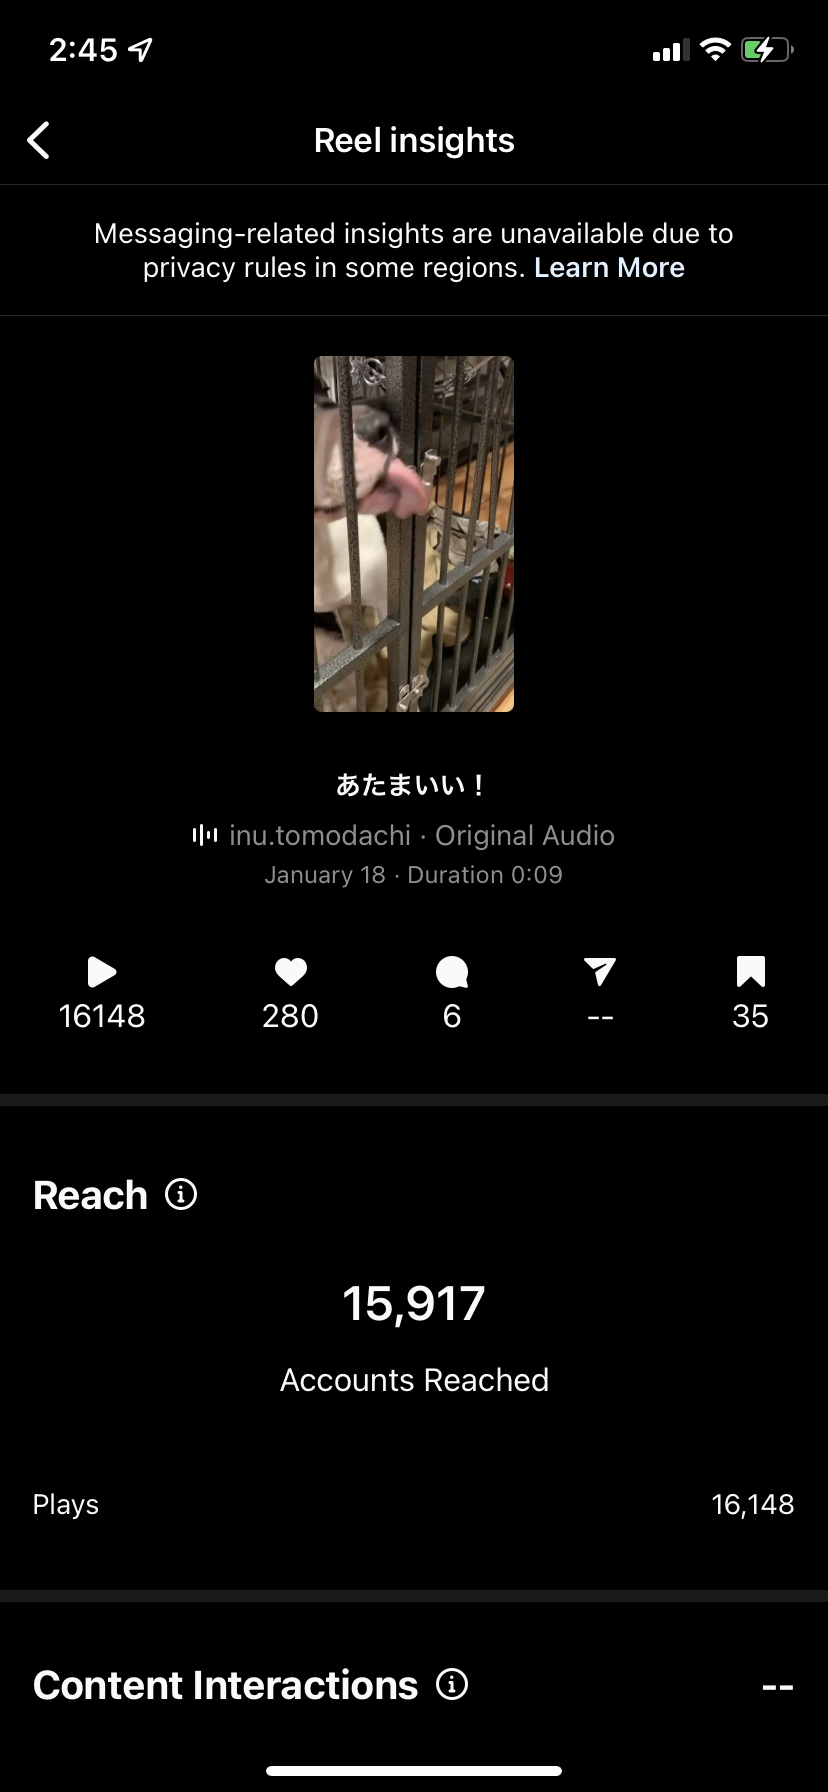 2:45
Reel insights
Messaging-related insights are unavailable due to
privacy rules in some regions. Learn More
あたまいい！
inu.tomodachi · Original Audio
January 18 · Duration 0:09
16148 280 6 -- 35
Reach
15,917
Accounts Reached
Plays 16,148
Content Interactions --